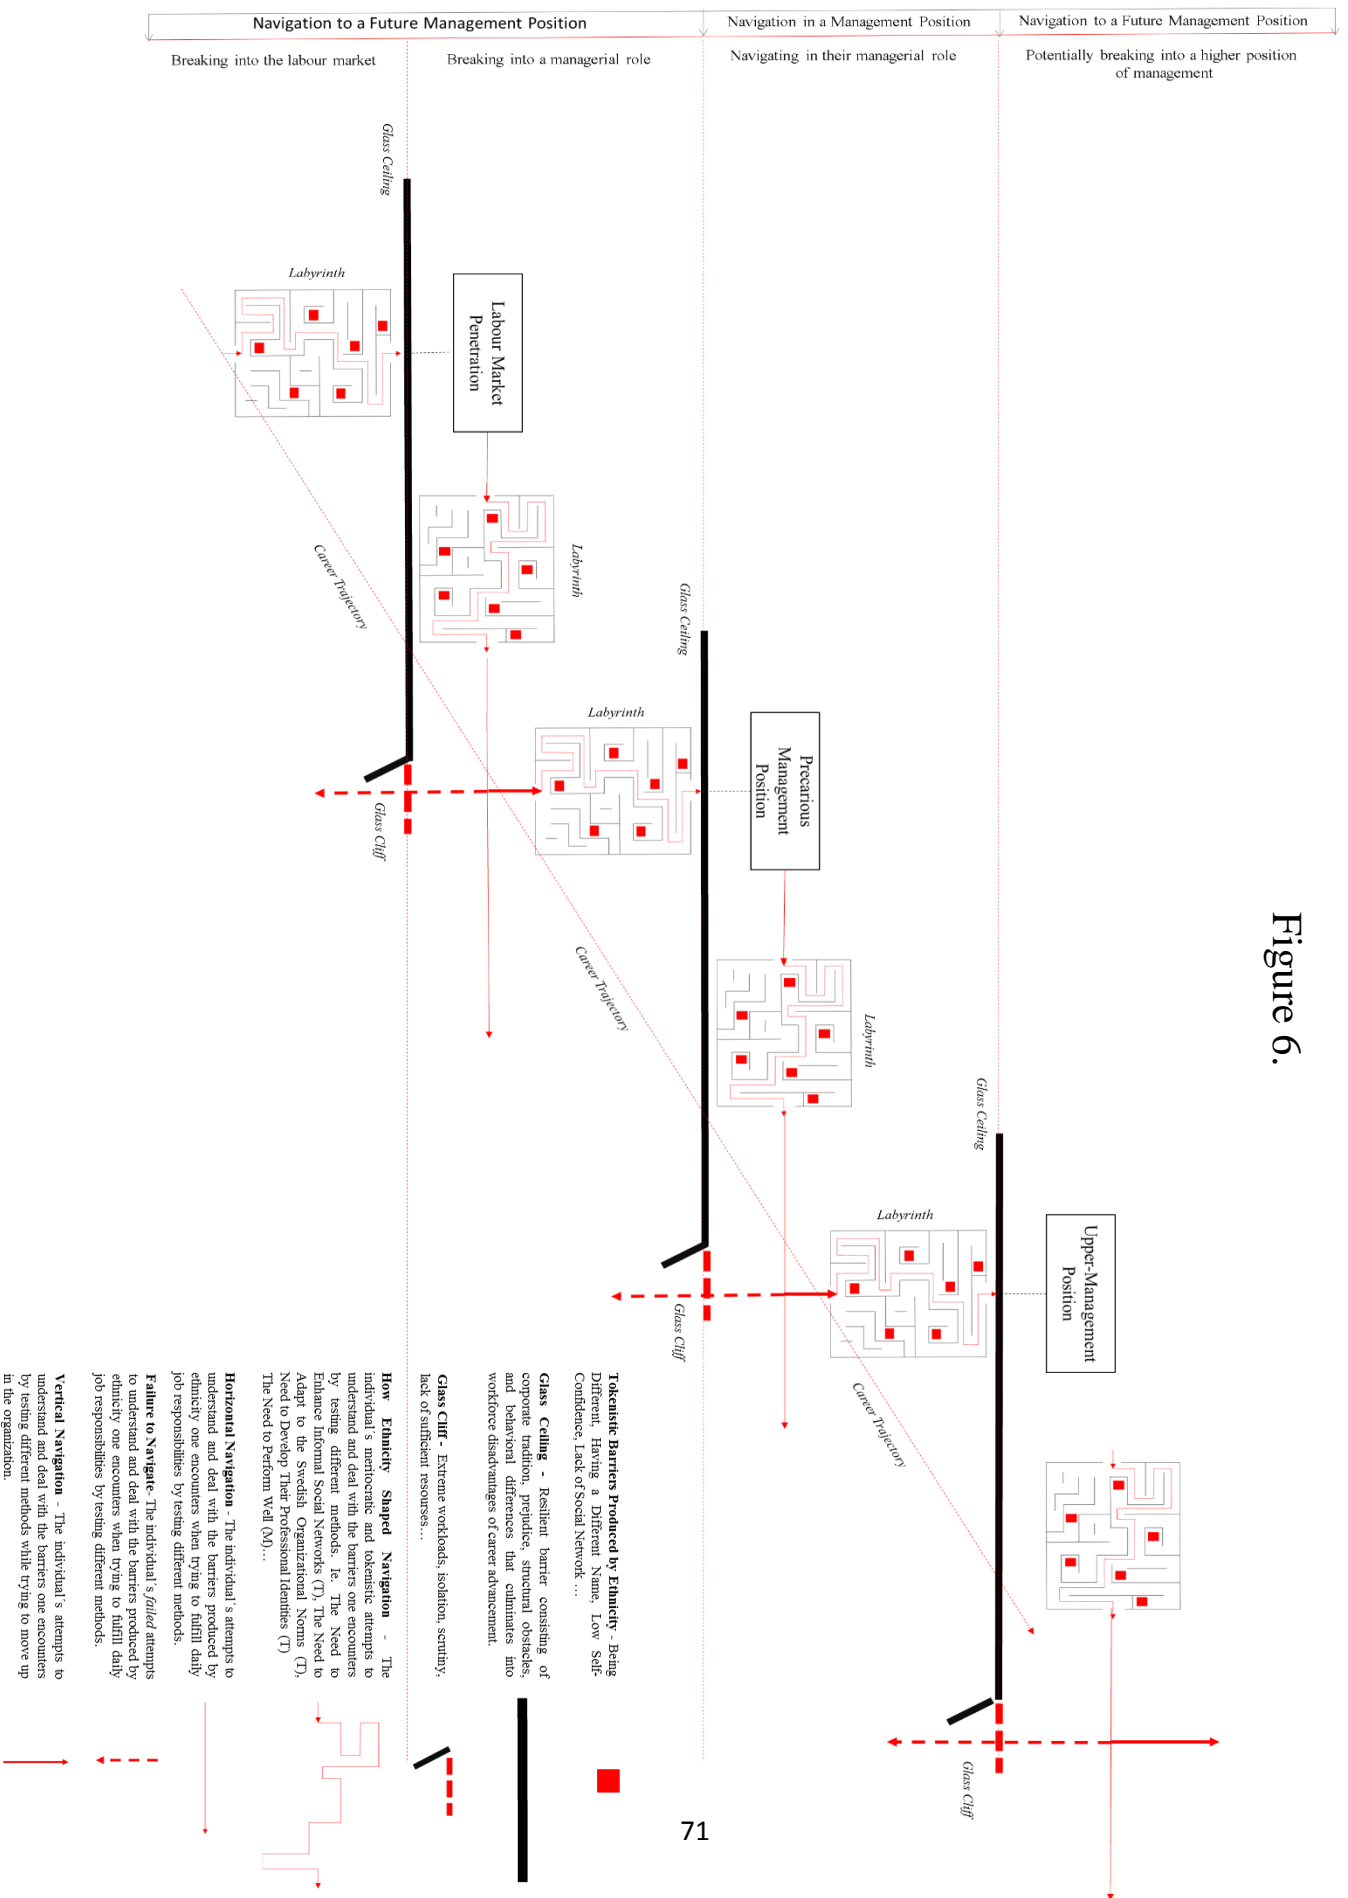 Navigation to a Future Management Position
Navigation in a Management Position
Navigation to a Future Management Position
Breaking into the labour market
Breaking into a managerial role
Navigating in their managerial role
Potentially breaking into a higher position
of management
Figure 6.
Glass Ceiling
Labyrinth
Labour Market
Penetration
Labyrinth
Career Trajectory
Glass Cliff
Glass Ceiling
Labyrinth
Precarious
Management
Position
Labyrinth
Career Trajectory
Glass Cliff
Glass Ceiling
Labyrinth
Upper-Management
Position
Career Trajectory
Glass Cliff
Tokenistic Barriers Produced by Ethnicity - Being
Different, Having a Different Name, Low Self-
Confidence, Lack of Social Network …
Glass Ceiling - Resilient barrier consisting of
corporate tradition, prejudice, structural obstacles,
and behavioral differences that culminates into
workforce disadvantages of career advancement.
Glass Cliff - Extreme workloads, isolation, scrutiny,
lack of sufficient resourses…
How Ethnicity Shaped Navigation - The
individual´s meritocratic and tokenistic attempts to
understand and deal with the barriers one encounters
by testing different methods. Ie. The Need to
Enhance Informal Social Networks (T), The Need to
Adapt to the Swedish Organizational Norms (T),
Need to Develop Their Professional Identities (T)
The Need to Perform Well (M)…
Horizontal Navigation - The individual´s attempts to
understand and deal with the barriers produced by
ethnicity one encounters when trying to fulfill daily
job responsibilities by testing different methods.
Failure to Navigate- The individual´s failed attempts
to understand and deal with the barriers produced by
ethnicity one encounters when trying to fulfill daily
job responsibilities by testing different methods.
Vertical Navigation - The individual´s attempts to
understand and deal with the barriers one encounters
by testing different methods while trying to move up
in the organization.
71